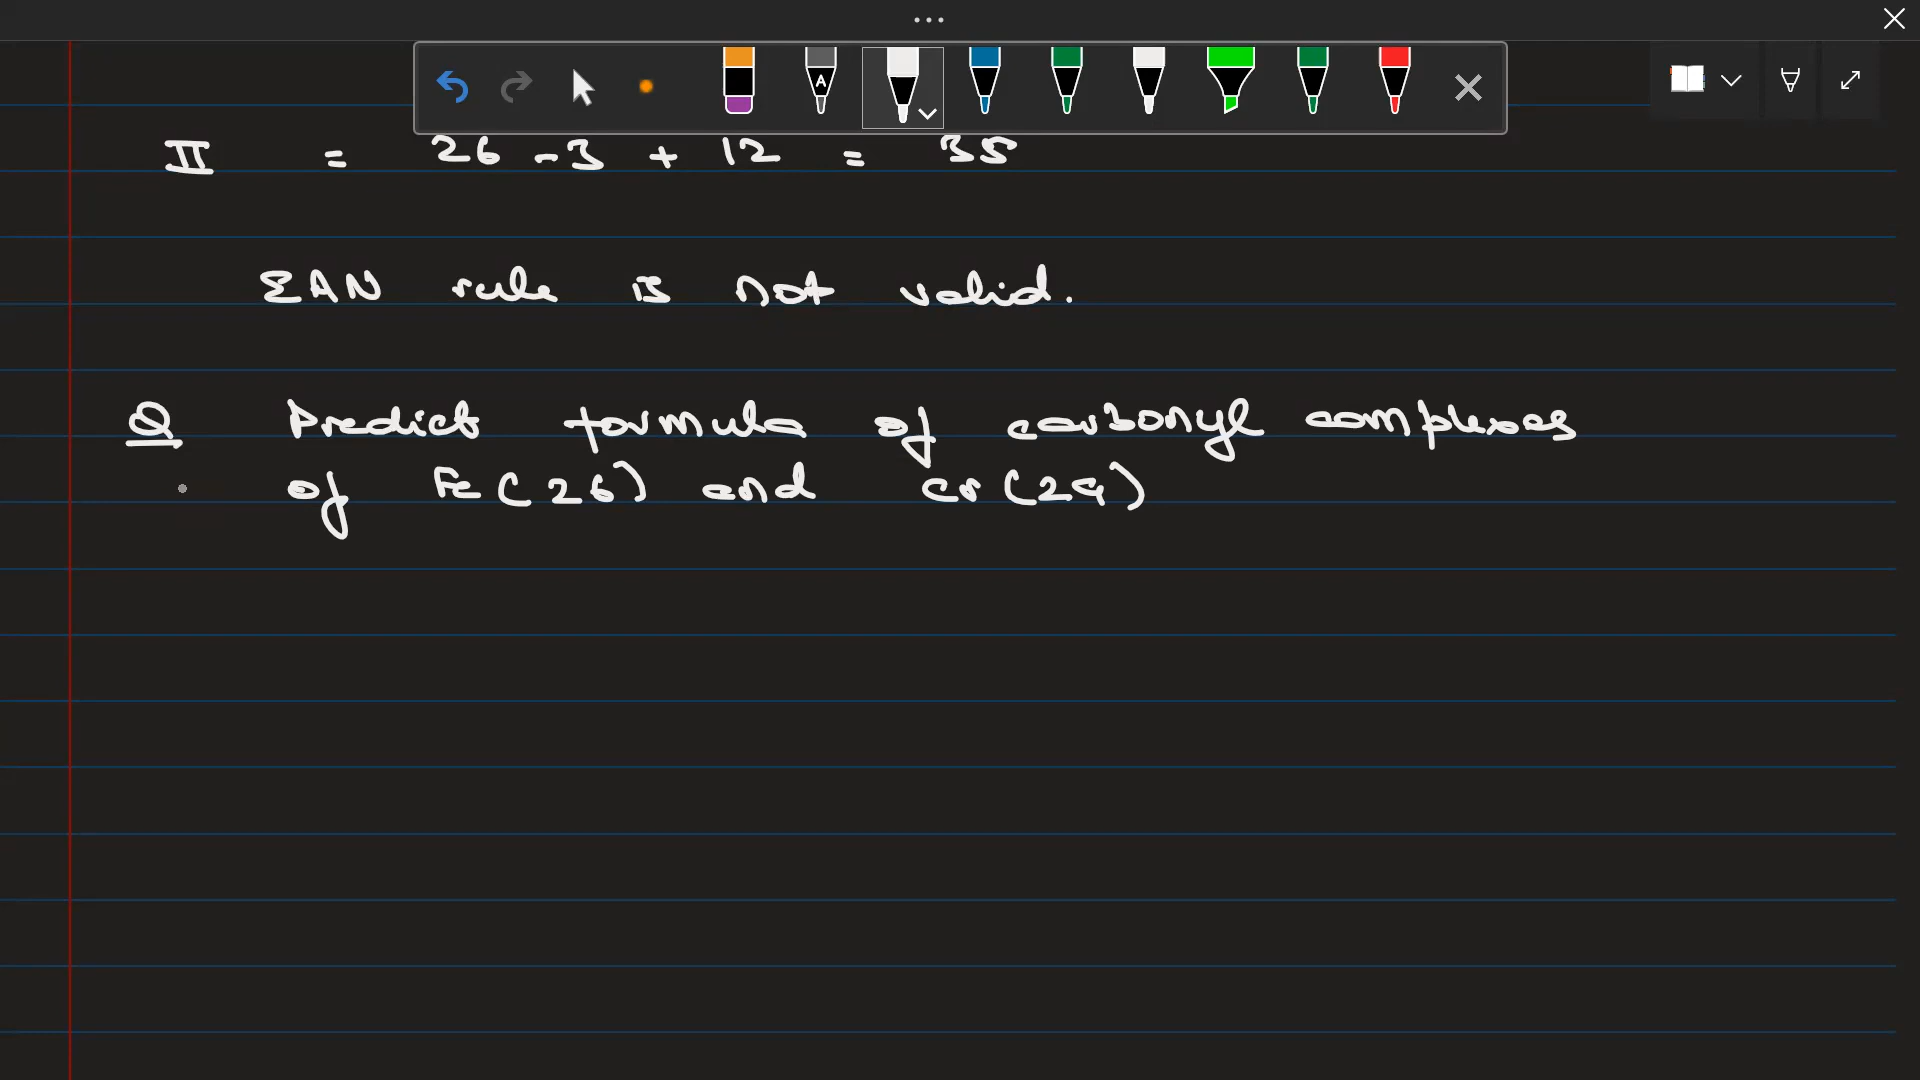 II = 26 - 3 + 12 = 35
EAN rule is not valid.
Q Predict formula of carbonyl complexes
of Fe (26) and Cr (24)